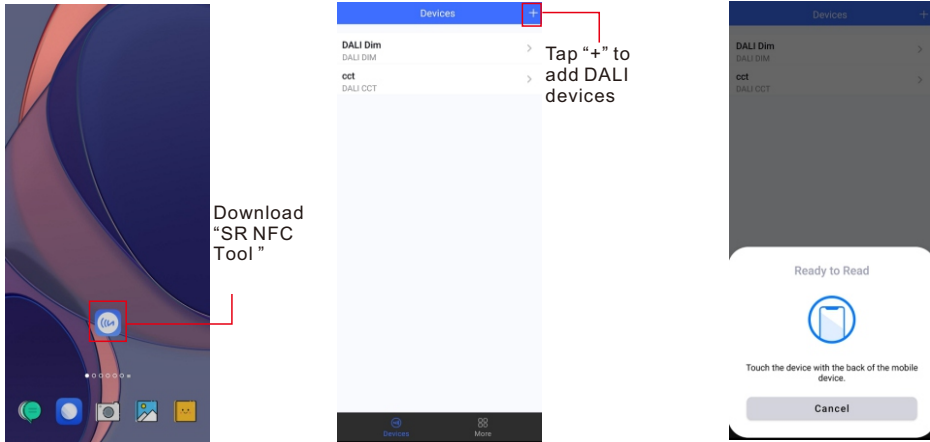 Download
“SR NFC
Tool ”
Devices
+
DALI Dim
DALI DIM
cct
DALI CCT
Devices
More
Tap “+” to
add DALI
devices
Devices
+
DALI Dim
DALI DIM
cct
DALI CCT
Ready to Read
Touch the device with the back of the mobile
device.
Cancel